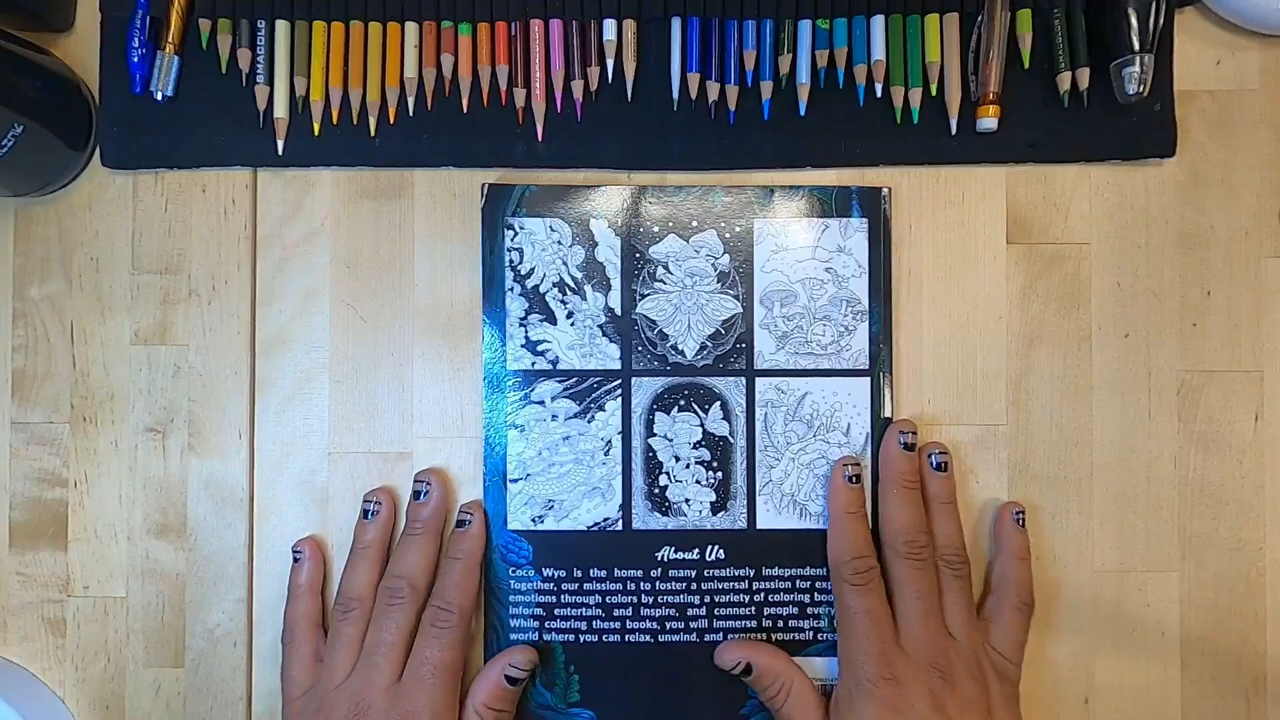 PRISMACOLOR
About Us
Coco Wyo is the home of many creatively independent
Together, our mission is to foster a universal passion for exp
emotions through colors by creating a variety of coloring boo
inform, entertain, and inspire, and connect people every
While coloring these books, you will immerse in a magical
world where you can relax, unwind, and express yourself crea